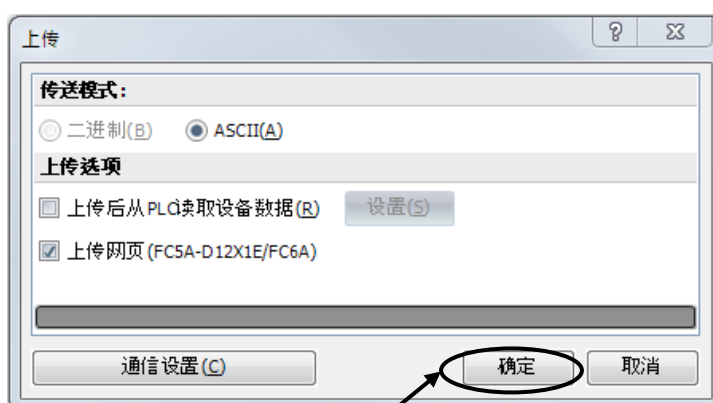 上传
传送模式:
二进制(B) ASCII(A)
上传选项
上传后从PLC读取设备数据(R) 设置(S)
上传网页(FC5A-D12X1E/FC6A)
通信设置(C) 确定 取消